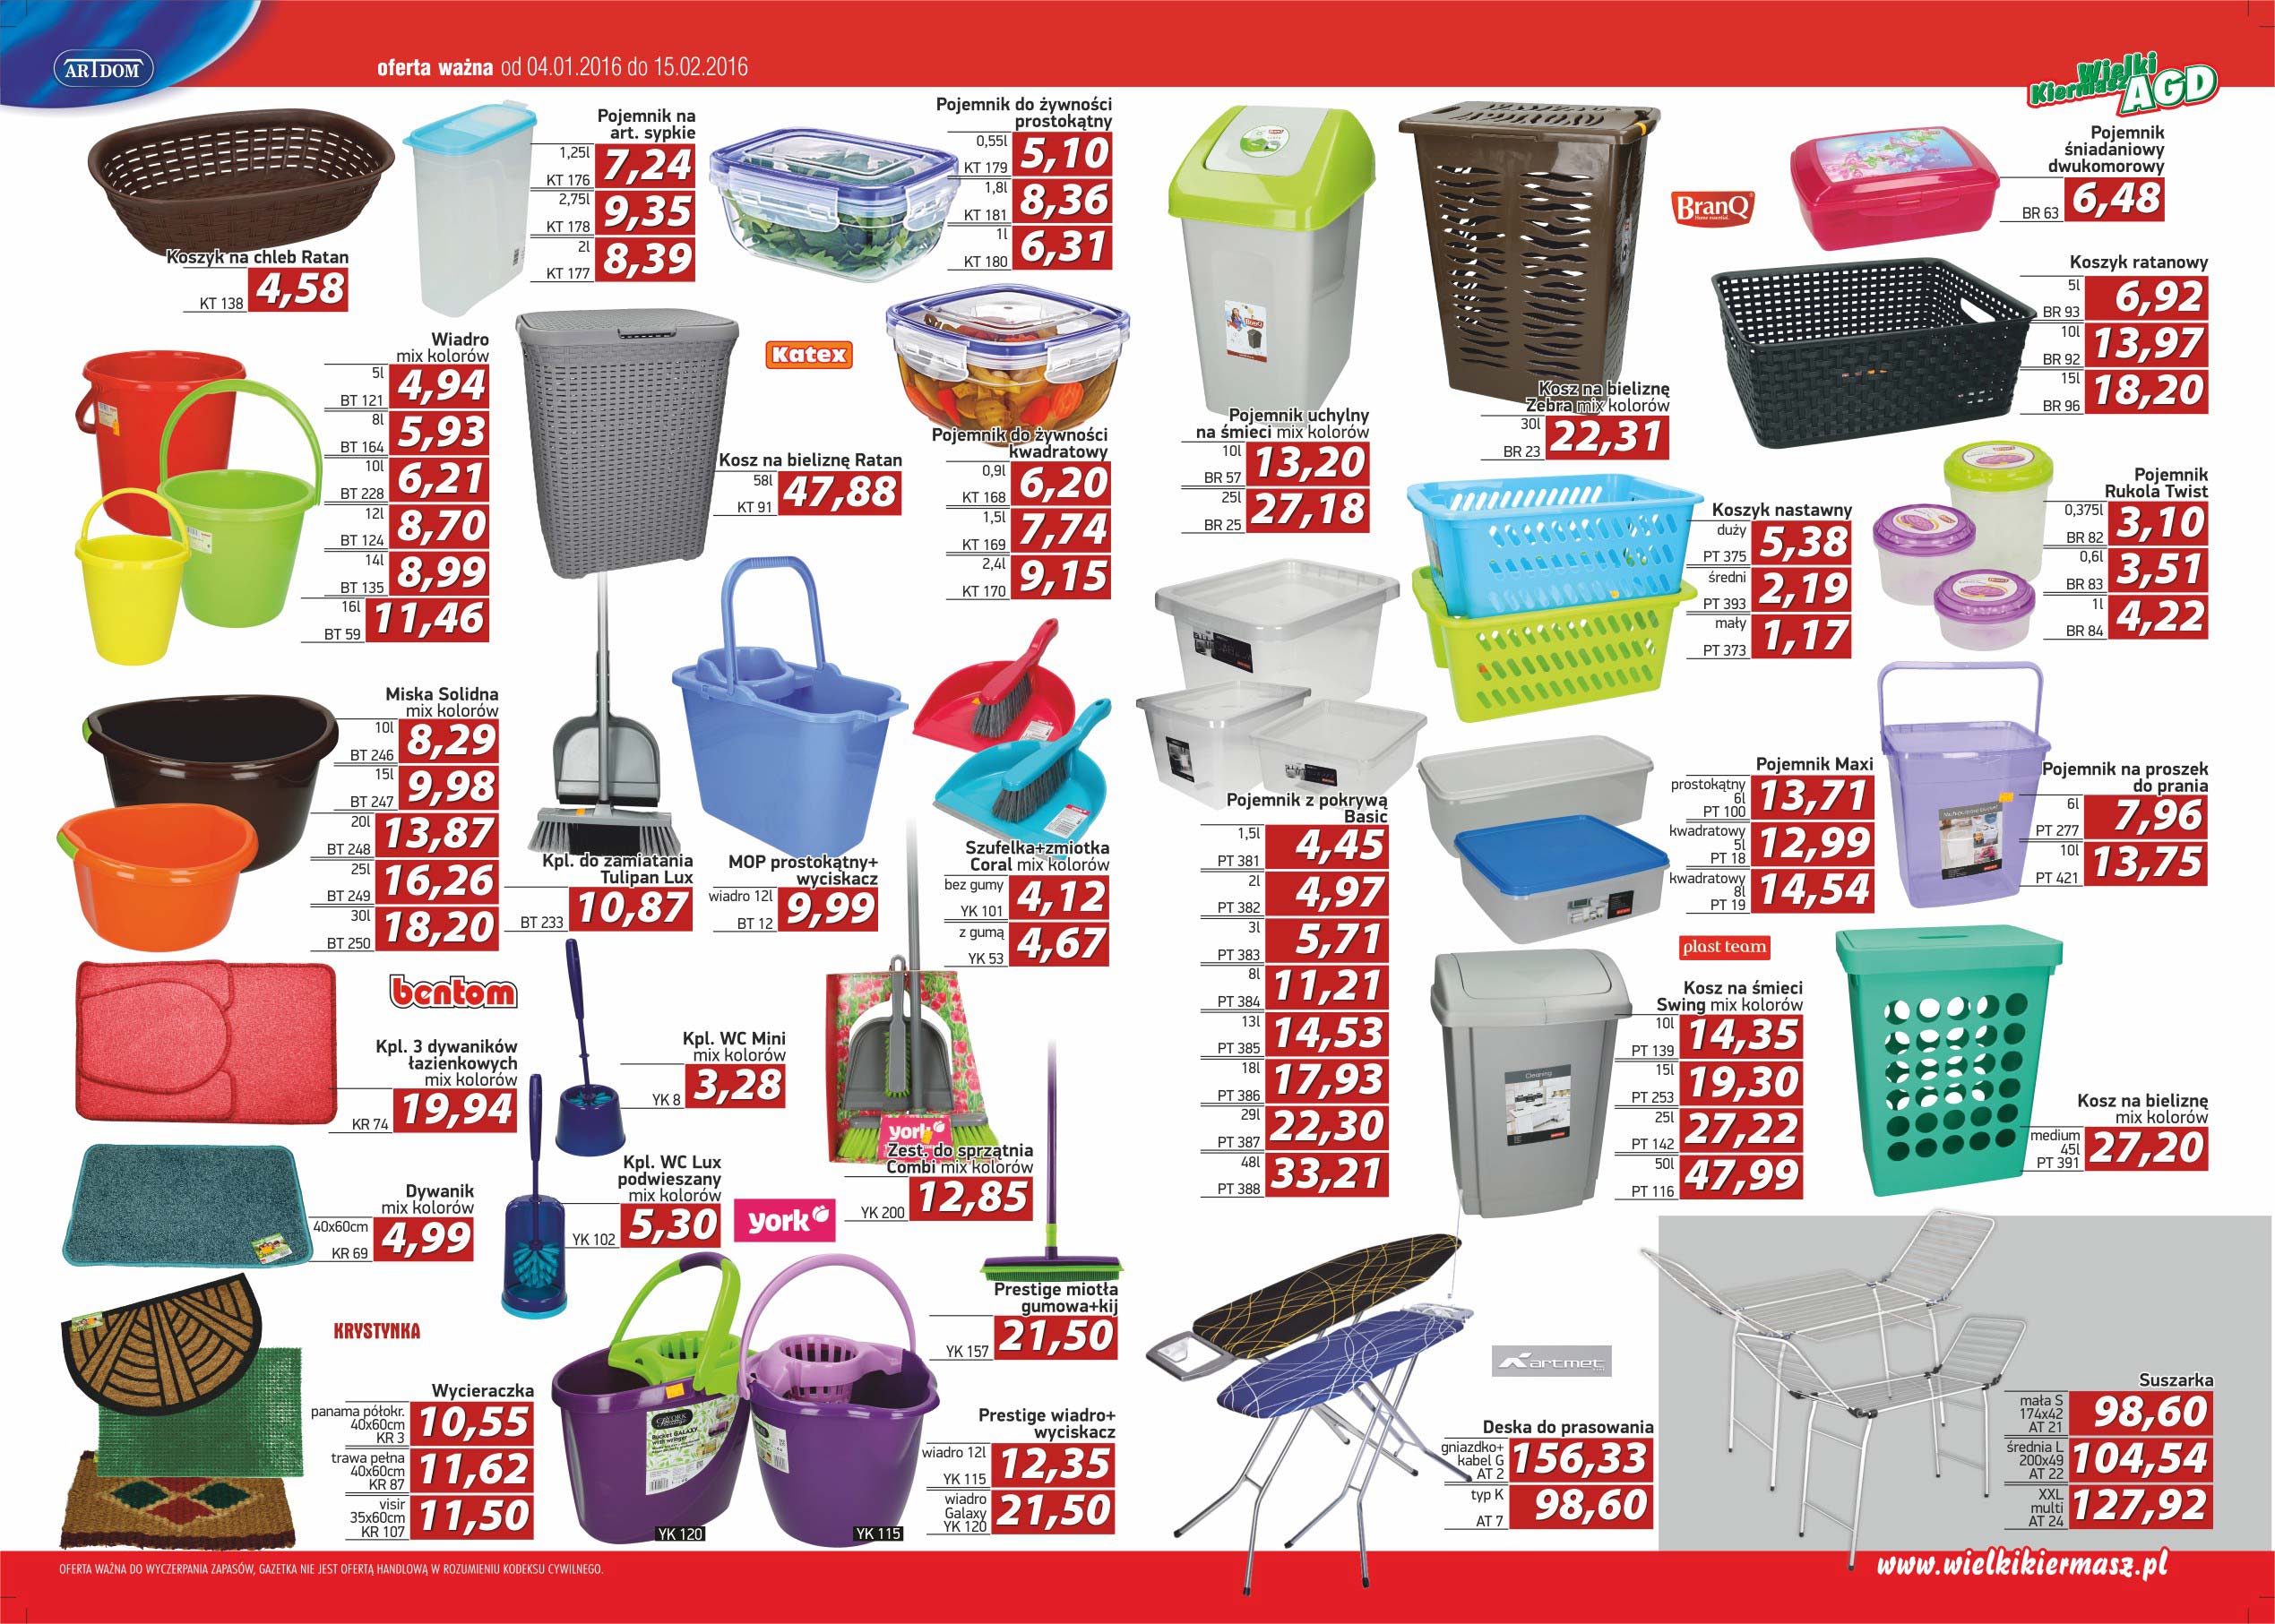 ARTDOM
oferta ważna od 04.01.2016 do 15.02.2016
Wielki
Kiermasz AGD
Koszyk na chleb Ratan
KT 138 4,58
Pojemnik na
art. sypkie
1,25l
KT 176 7,24
2,75l
KT 178 9,35
2l
KT 177 8,39
Pojemnik do żywności
prostokątny
0,55l
KT 179 5,10
1,8l
KT 181 8,36
1l
KT 180 6,31
Wiadro
mix kolorów
5l
BT 121 4,94
8l
BT 164 5,93
10l
BT 228 6,21
12l
BT 124 8,70
14l
BT 135 8,99
16l
BT 59 11,46
Katex
Kosz na bieliznę Ratan
58l
KT 91 47,88
Pojemnik do żywności
kwadratowy
0,9l
KT 168 6,20
1,5l
KT 169 7,74
2,4l
KT 170 9,15
Miska Solidna
mix kolorów
10l
BT 246 8,29
15l
BT 247 9,98
20l
BT 248 13,87
25l
BT 249 16,26
30l
BT 250 18,20
Kpl. do zamiatania
Tulipan Lux
BT 233 10,87
MOP prostokątny+
wyciskacz
wiadro 12l
BT 12 9,99
Szufelka+zmiotka
Coral mix kolorów
bez gumy
YK 101 4,12
z gumą
YK 53 4,67
bentom
Kpl. 3 dywaników
łazienkowych
mix kolorów
KR 74 19,94
Kpl. WC Mini
mix kolorów
YK 8 3,28
york
Zest. do sprzątnia
Combi mix kolorów
YK 200 12,85
Dywanik
mix kolorów
40x60cm
KR 69 4,99
Kpl. WC Lux
podwieszany
mix kolorów
YK 102 5,30
york
Prestige miotła
gumowa+kij
YK 157 21,50
KRYSTYNKA
Wycieraczka
panama półokr.
40x60cm
KR 3 10,55
trawa pełna
40x60cm
KR 87 11,62
visir
35x60cm
KR 107 11,50
Bucket GALAXY
with wringer
YK 120
YK 115
Prestige wiadro+
wyciskacz
wiadro 12l
YK 115 12,35
wiadro
Galaxy
YK 120 21,50
BranQ
Pojemnik uchylny
na śmieci mix kolorów
10l
BR 57 13,20
25l
BR 25 27,18
Kosz na bieliznę
Zebra mix kolorów
30l
BR 23 22,31
BranQ
Home essential.
Pojemnik
śniadaniowy
dwukomorowy
BR 63 6,48
Koszyk ratanowy
5l
BR 93 6,92
10l
BR 92 13,97
15l
BR 96 18,20
Koszyk nastawny
duży
PT 375 5,38
średni
PT 393 2,19
mały
PT 373 1,17
Pojemnik
Rukola Twist
0,375l
BR 82 3,10
0,6l
BR 83 3,51
1l
BR 84 4,22
Pojemnik z pokrywą
Basic
1,5l
PT 381 4,45
2l
PT 382 4,97
3l
PT 383 5,71
8l
PT 384 11,21
13l
PT 385 14,53
18l
PT 386 17,93
29l
PT 387 22,30
48l
PT 388 33,21
Pojemnik Maxi
prostokątny
6l
PT 100 13,71
kwadratowy
5l
PT 18 12,99
kwadratowy
8l
PT 19 14,54
Pojemnik na proszek
do prania
6l
PT 277 7,96
10l
PT 421 13,75
plast team
Cleaning
Kosz na śmieci
Swing mix kolorów
10l
PT 139 14,35
15l
PT 253 19,30
25l
PT 142 27,22
50l
PT 116 47,99
Kosz na bieliznę
mix kolorów
medium
45l
PT 391 27,20
artmet
Deska do prasowania
gniazdko+
kabel G
AT 2 156,33
typ K
AT 7 98,60
Suszarka
mała S
174x42
AT 21 98,60
średnia L
200x49
AT 22 104,54
XXL
multi
AT 24 127,92
OFERTA WAŻNA DO WYCZERPANIA ZAPASÓW, GAZETKA NIE JEST OFERTĄ HANDLOWĄ W ROZUMIENIU KODEKSU CYWILNEGO.
www.wielkikiermasz.pl